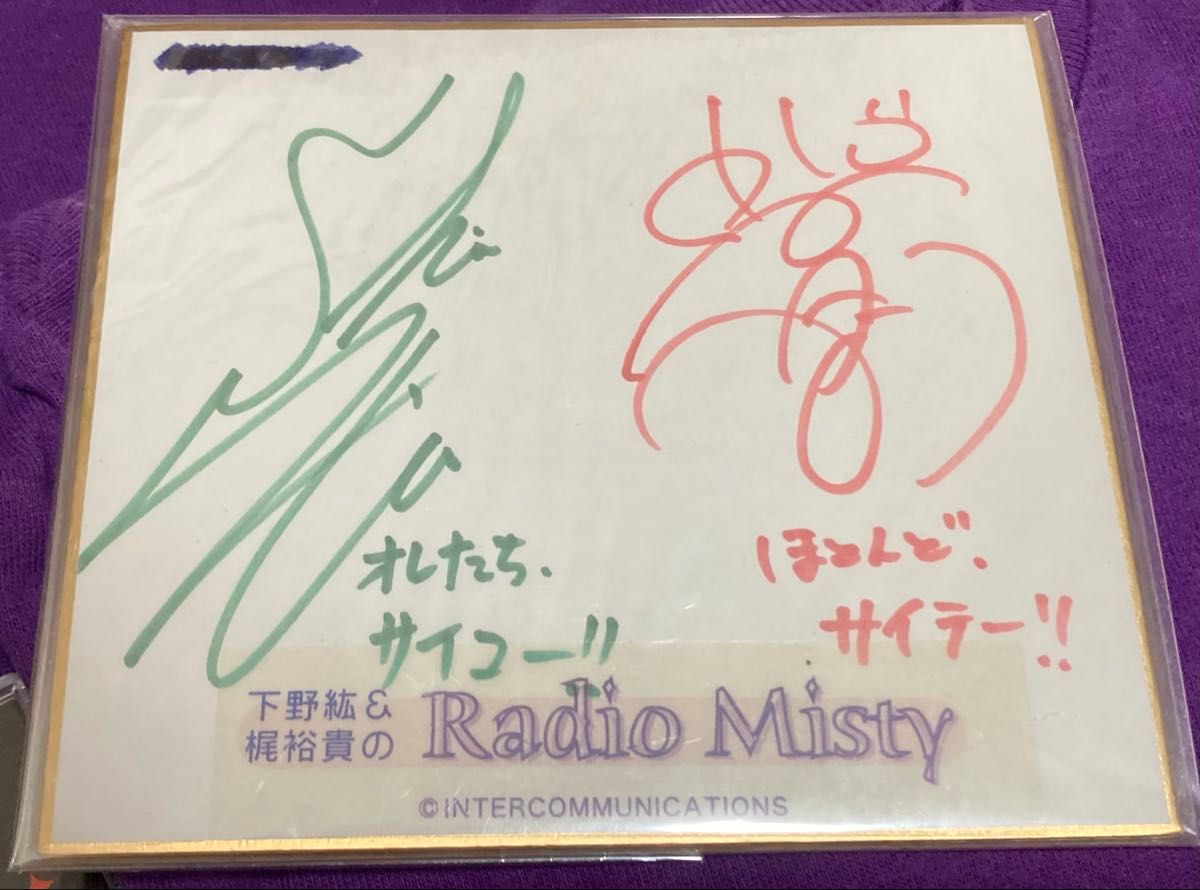 オレたち、
サイコー!!
ほとんど、
サイテー!!
下野紘&
梶裕貴の
Radio Misty
©INTERCOMMUNICATIONS